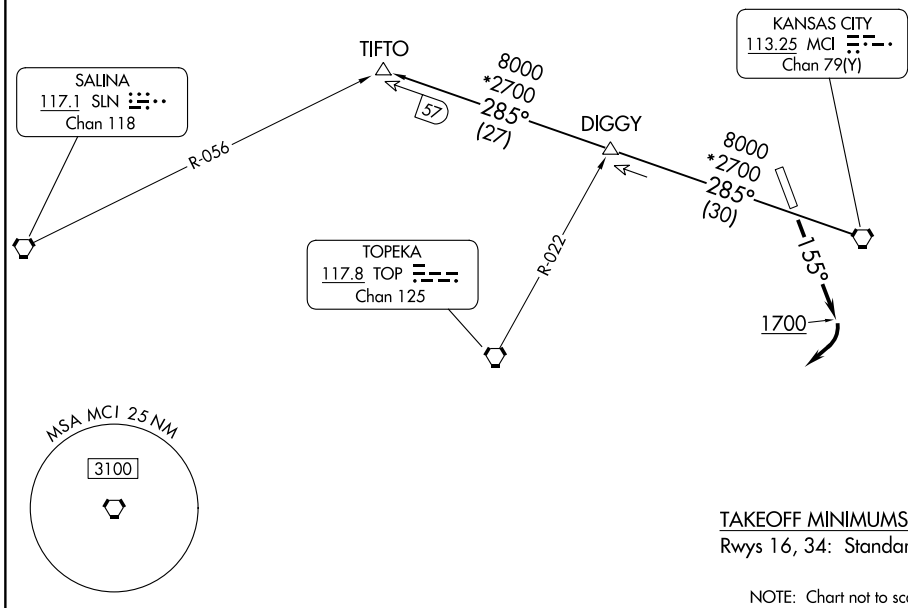 KANSAS CITY
113.25 MCI
Chan 79(Y)
TIFTO
SALINA
117.1 SLN
Chan 118
8000
*2700
285°
(27)
57
DIGGY
R-056
8000
*2700
285°
(30)
R-022
TOPEKA
117.8 TOP
Chan 125
155°
1700
MSA MCI 25 NM
3100
TAKEOFF MINIMUMS
Rwys 16, 34:
NOTE: Chart not to